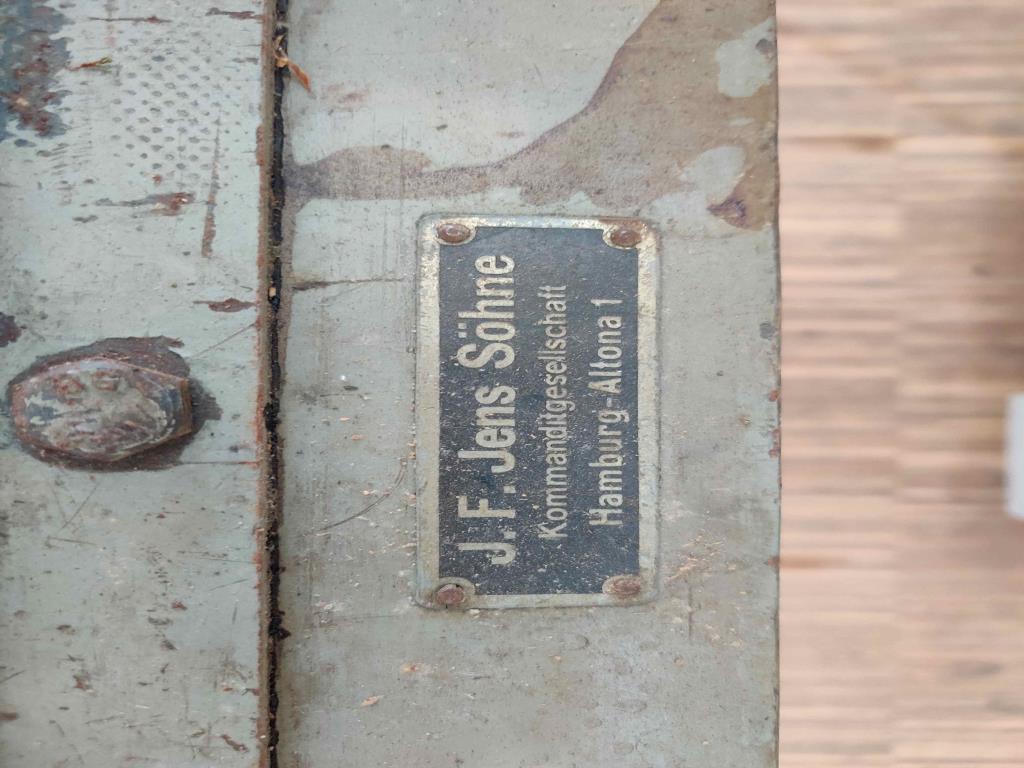 J.F. Jens Söhne
Kommanditgesellschaft
Hamburg-Altona 1